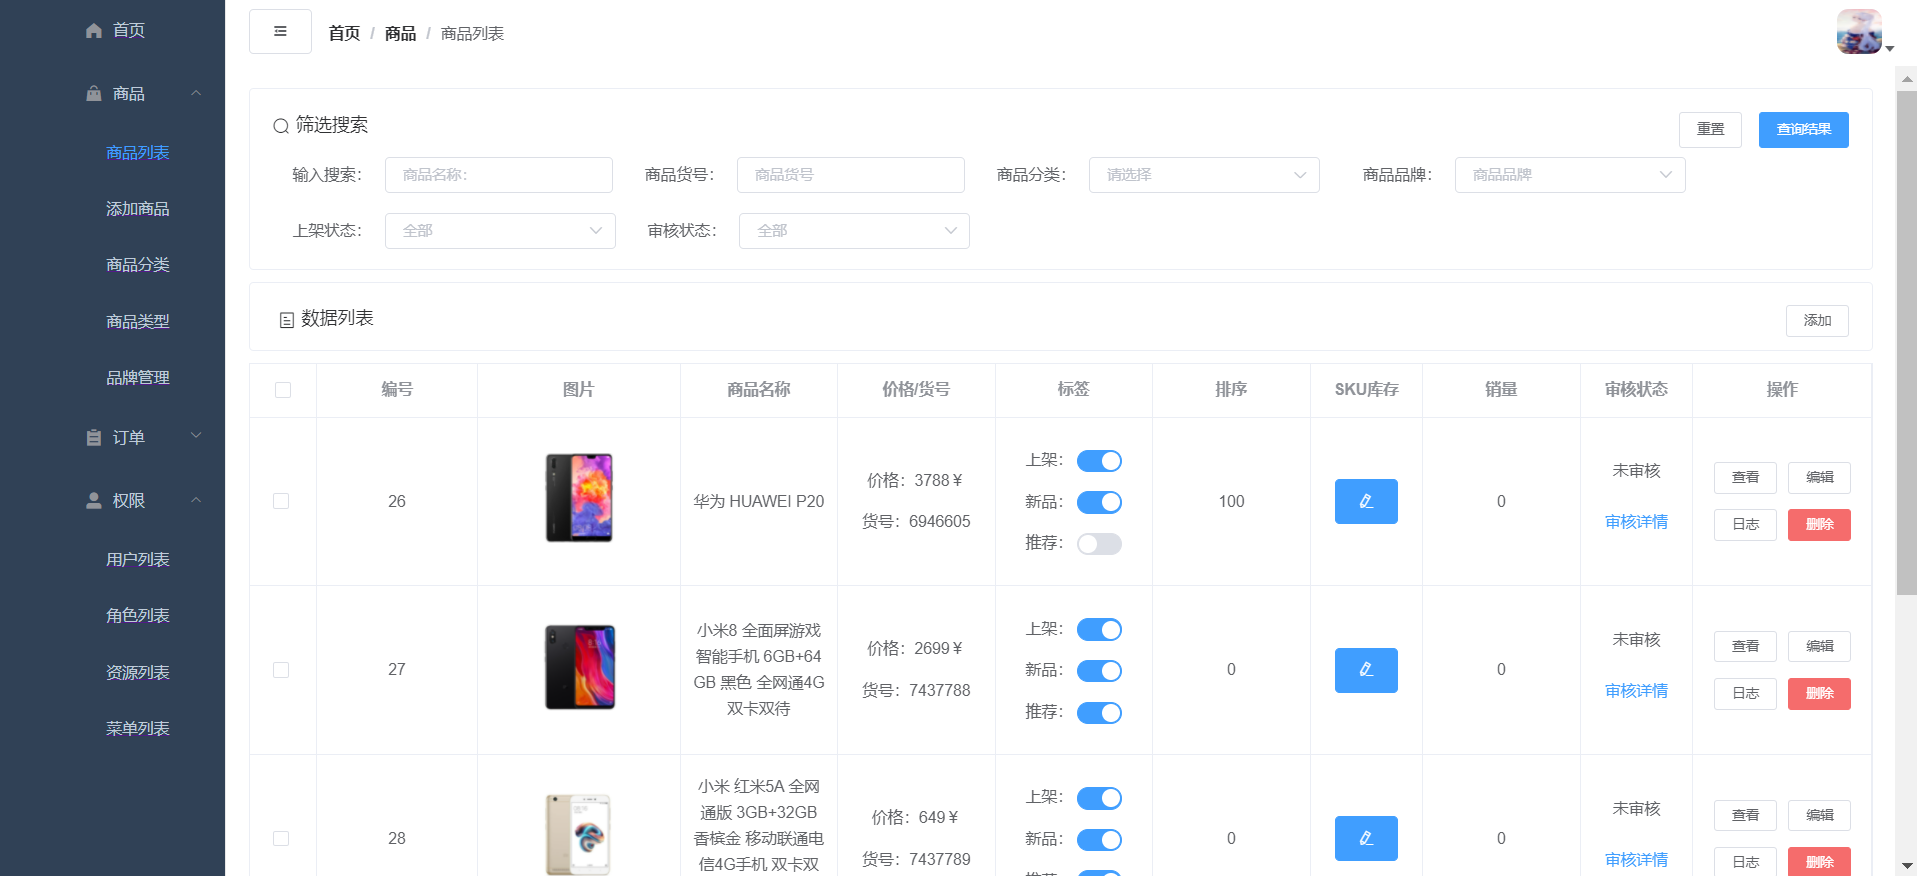 首页
商品
商品列表
添加商品
商品分类
商品类型
品牌管理
订单
权限
用户列表
角色列表
资源列表
菜单列表
首页 / 商品 / 商品列表
筛选搜索
重置 查询结果
输入搜索： 商品名称： 商品货号： 商品货号 商品分类： 请选择 商品品牌： 商品品牌
上架状态： 全部 审核状态： 全部
数据列表 添加
编号 图片 商品名称 价格/货号 标签 排序 SKU库存 销量 审核状态 操作
26
华为 HUAWEI P20
价格：3788￥
货号：6946605
上架：
新品：
推荐：
100
0
未审核
审核详情
查看 编辑
日志 删除
27
小米8 全面屏游戏
智能手机 6GB+64
GB 黑色 全网通4G
双卡双待
价格：2699￥
货号：7437788
上架：
新品：
推荐：
0
0
未审核
审核详情
查看 编辑
日志 删除
28
小米 红米5A 全网
通版 3GB+32GB
香槟金 移动联通电
信4G手机 双卡双
价格：649￥
货号：7437789
上架：
新品：
0
0
未审核
审核详情
查看 编辑
日志 删除